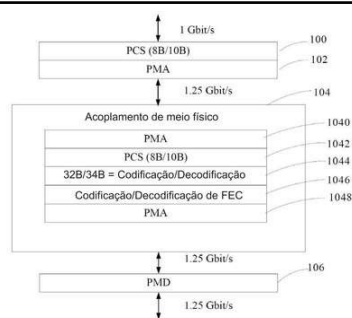 1 Gbit/s
PCS (8B/10B)
100
PMA
102
1.25 Gbit/s
104
Acoplamento de meio físico
PMA
1040
PCS (8B/10B)
1042
32B/34B = Codificação/Decodificação
1044
Codificação/Decodificação de FEC
1046
PMA
1048
1.25 Gbit/s
PMD
106
1.25 Gbit/s